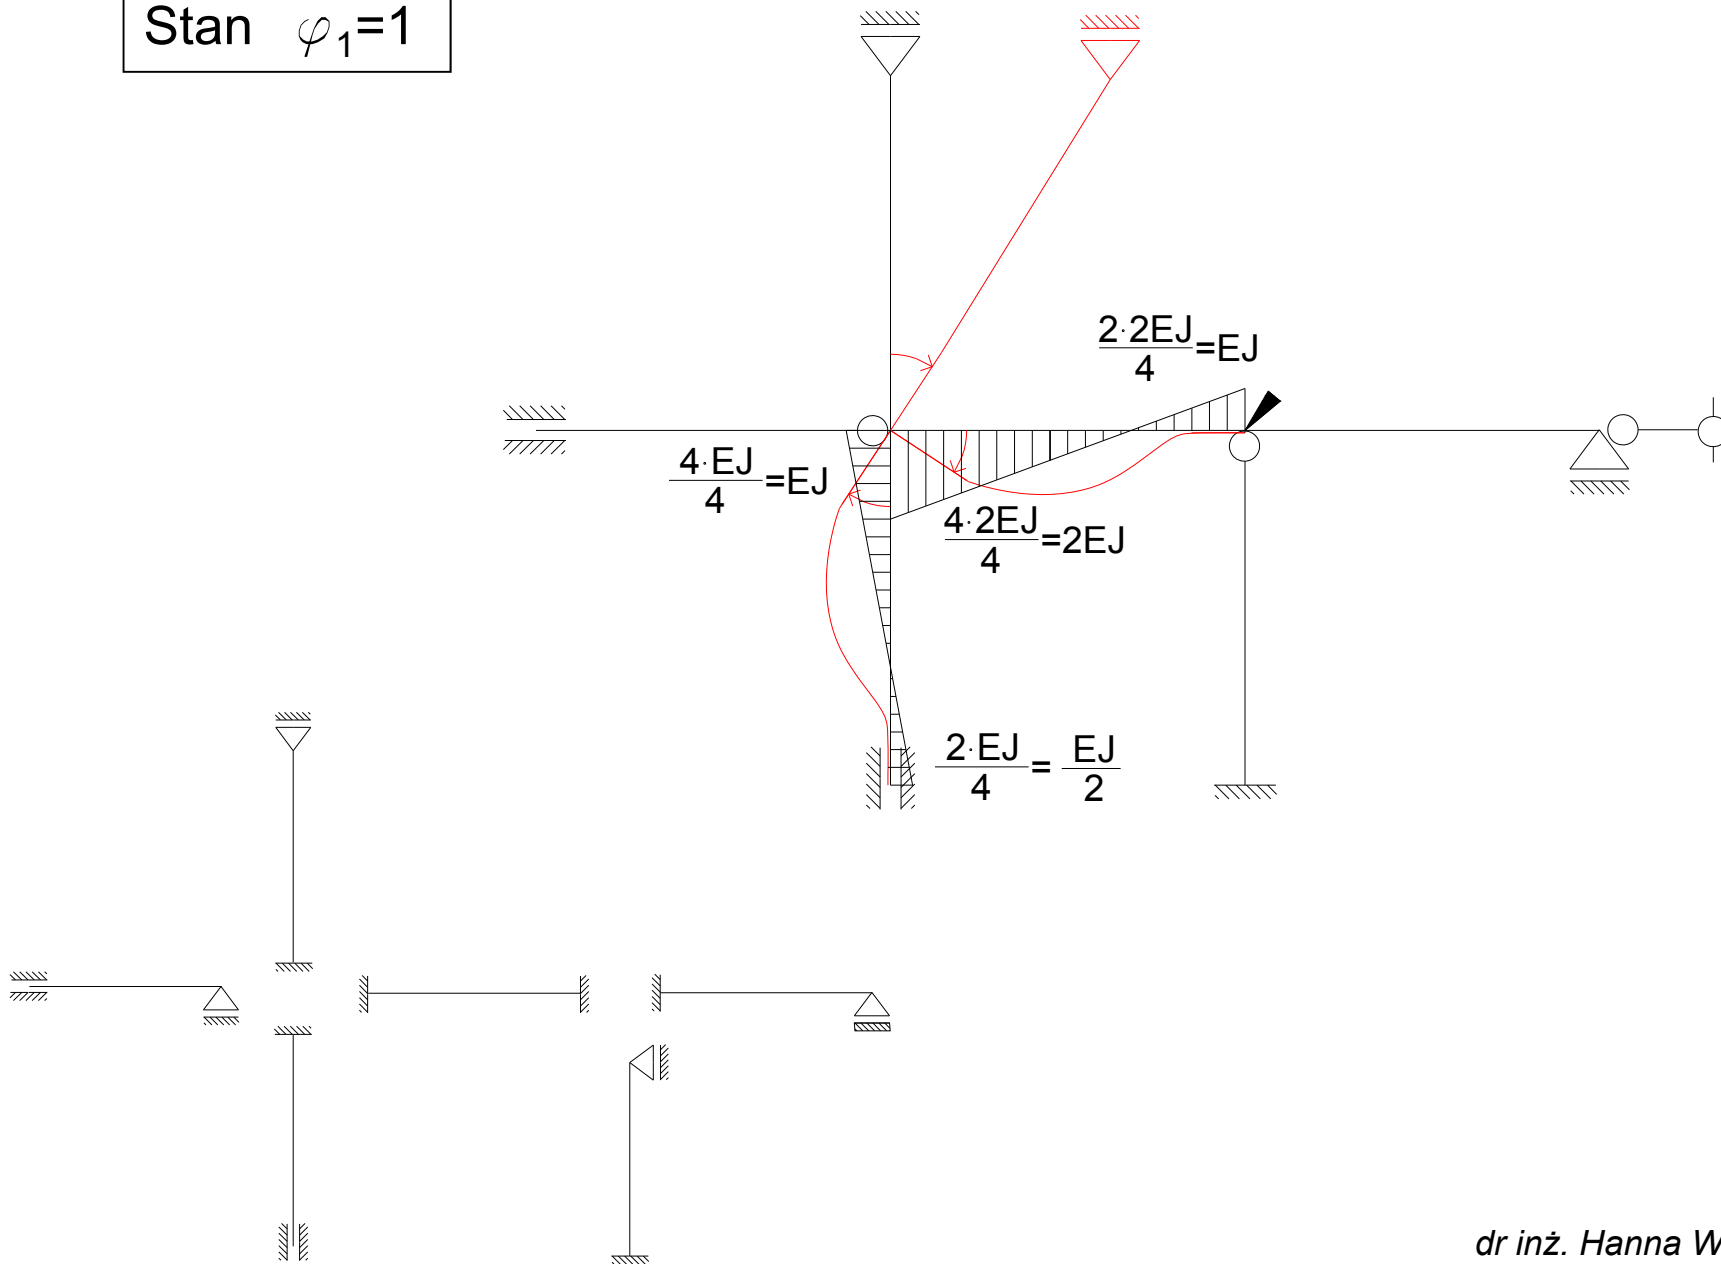 Stan φ₁=1
2·2EJ/4=EJ
4·EJ/4=EJ
4·2EJ/4=2EJ
2·EJ/4= EJ/2
dr inż. Hanna W